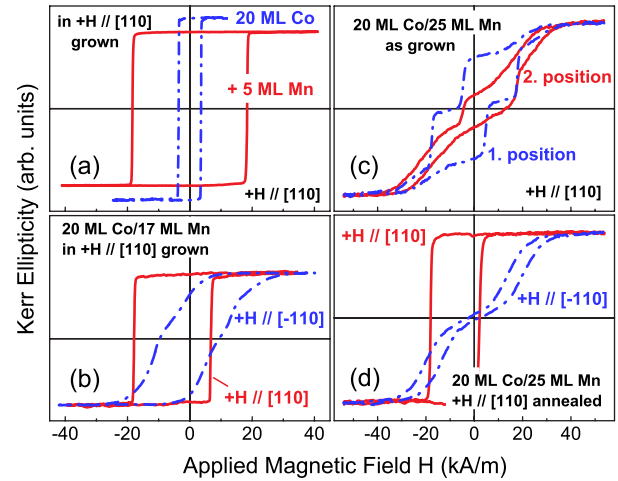 in +H // [110]
grown
20 ML Co
+ 5 ML Mn
(a)
+H // [110]
20 ML Co/25 ML Mn
as grown
2. position
1. position
(c)
+H // [110]
20 ML Co/17 ML Mn
in +H // [110] grown
+H // [-110]
(b)
+H // [110]
-40 -20 0 20 40
+H // [110]
+H // [-110]
(d)
20 ML Co/25 ML Mn
+H // [110] annealed
-40 -20 0 20 40
Kerr Ellipticity (arb. units)
Applied Magnetic Field H (kA/m)